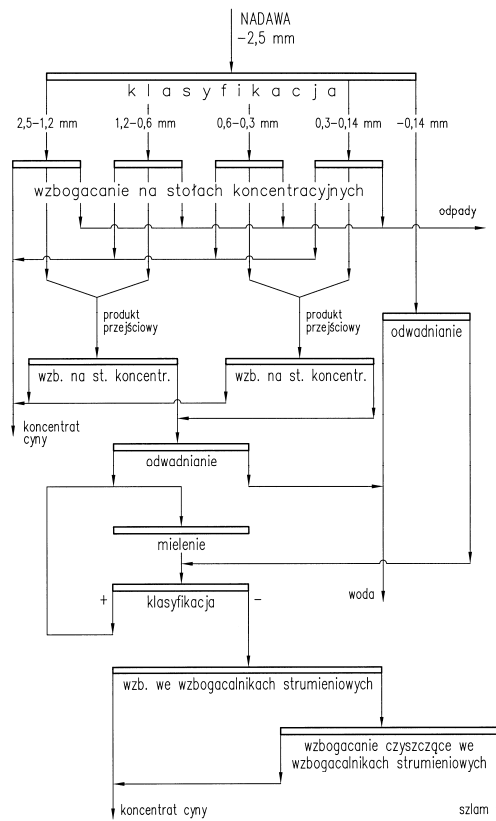 NADAWA
-2,5 mm
klasyfikacja
2,5-1,2 mm
1,2-0,6 mm
0,6-0,3 mm
0,3-0,14 mm
-0,14 mm
wzbogacanie na stołach koncentracyjnych
odpady
produkt
przejściowy
produkt
przejściowy
odwadnianie
wzb. na st. koncentr.
wzb. na st. koncentr.
koncentrat
cyny
odwadnianie
mielenie
+
klasyfikacja
-
woda
wzb. we wzbogacalnikach strumieniowych
wzbogacanie czyszczące we
wzbogacalnikach strumieniowych
koncentrat cyny
szlam